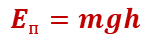 Eп = mgh